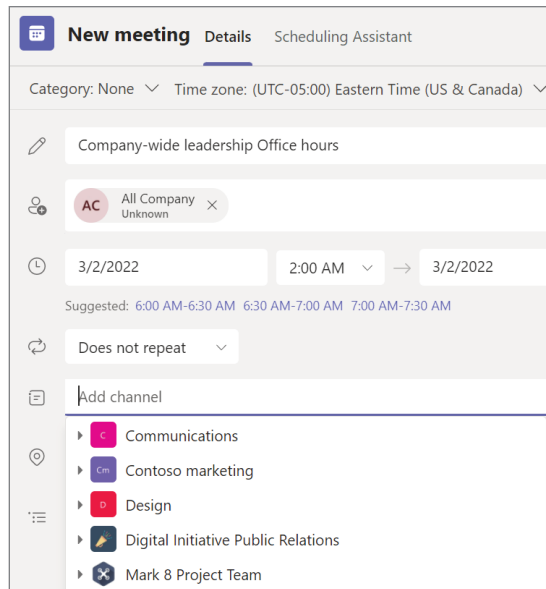 New meeting Details Scheduling Assistant
Category: None Time zone: (UTC-05:00) Eastern Time (US & Canada)
Company-wide leadership Office hours
AC All Company
Unknown
3/2/2022 2:00 AM → 3/2/2022
Suggested: 6:00 AM-6:30 AM 6:30 AM-7:00 AM 7:00 AM-7:30 AM
Does not repeat
Add channel
C Communications
Cm Contoso marketing
D Design
Digital Initiative Public Relations
Mark 8 Project Team